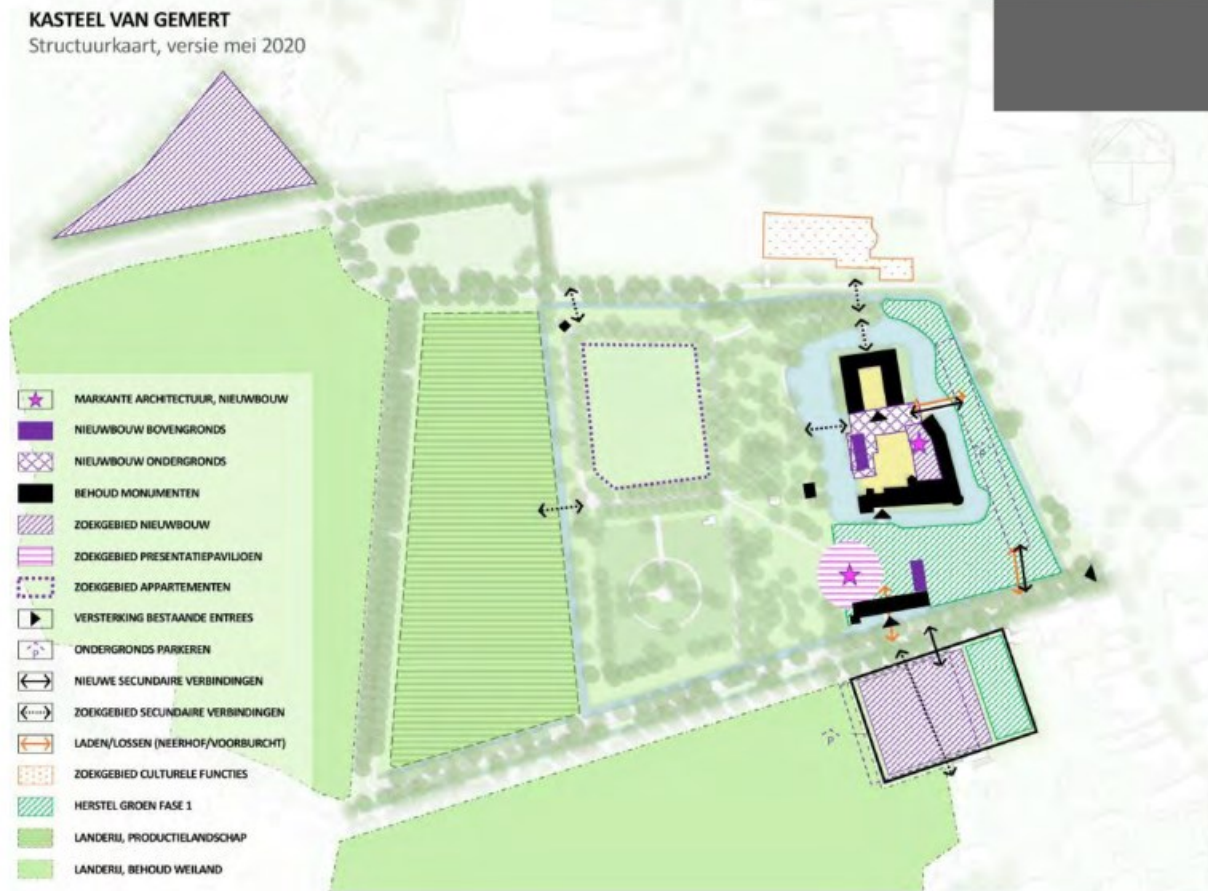 KASTEEL VAN GEMERT
Structuurkaart, versie mei 2020
MARKANTE ARCHITECTUUR, NIEUWBOUW
NIEUWBOUW BOVENGRONDS
NIEUWBOUW ONDERGRONDS
BEHOUD MONUMENTEN
ZOEKGEBIED NIEUWBOUW
ZOEKGEBIED PRESENTATIEPAVILJOEN
ZOEKGEBIED APPARTEMENTEN
VERSTERKING BESTAANDE ENTREES
P
ONDERGRONDS PARKEREN
NIEUWE SECUNDAIRE VERBINDINGEN
ZOEKGEBIED SECUNDAIRE VERBINDINGEN
LADEN/LOSSEN (NEERHOF/VOORBURCHT)
ZOEKGEBIED CULTURELE FUNCTIES
HERSTEL GROEN FASE 1
LANDERIJ, PRODUCTIELANDSCHAP
LANDERIJ, BEHOUD WEILAND
P
P